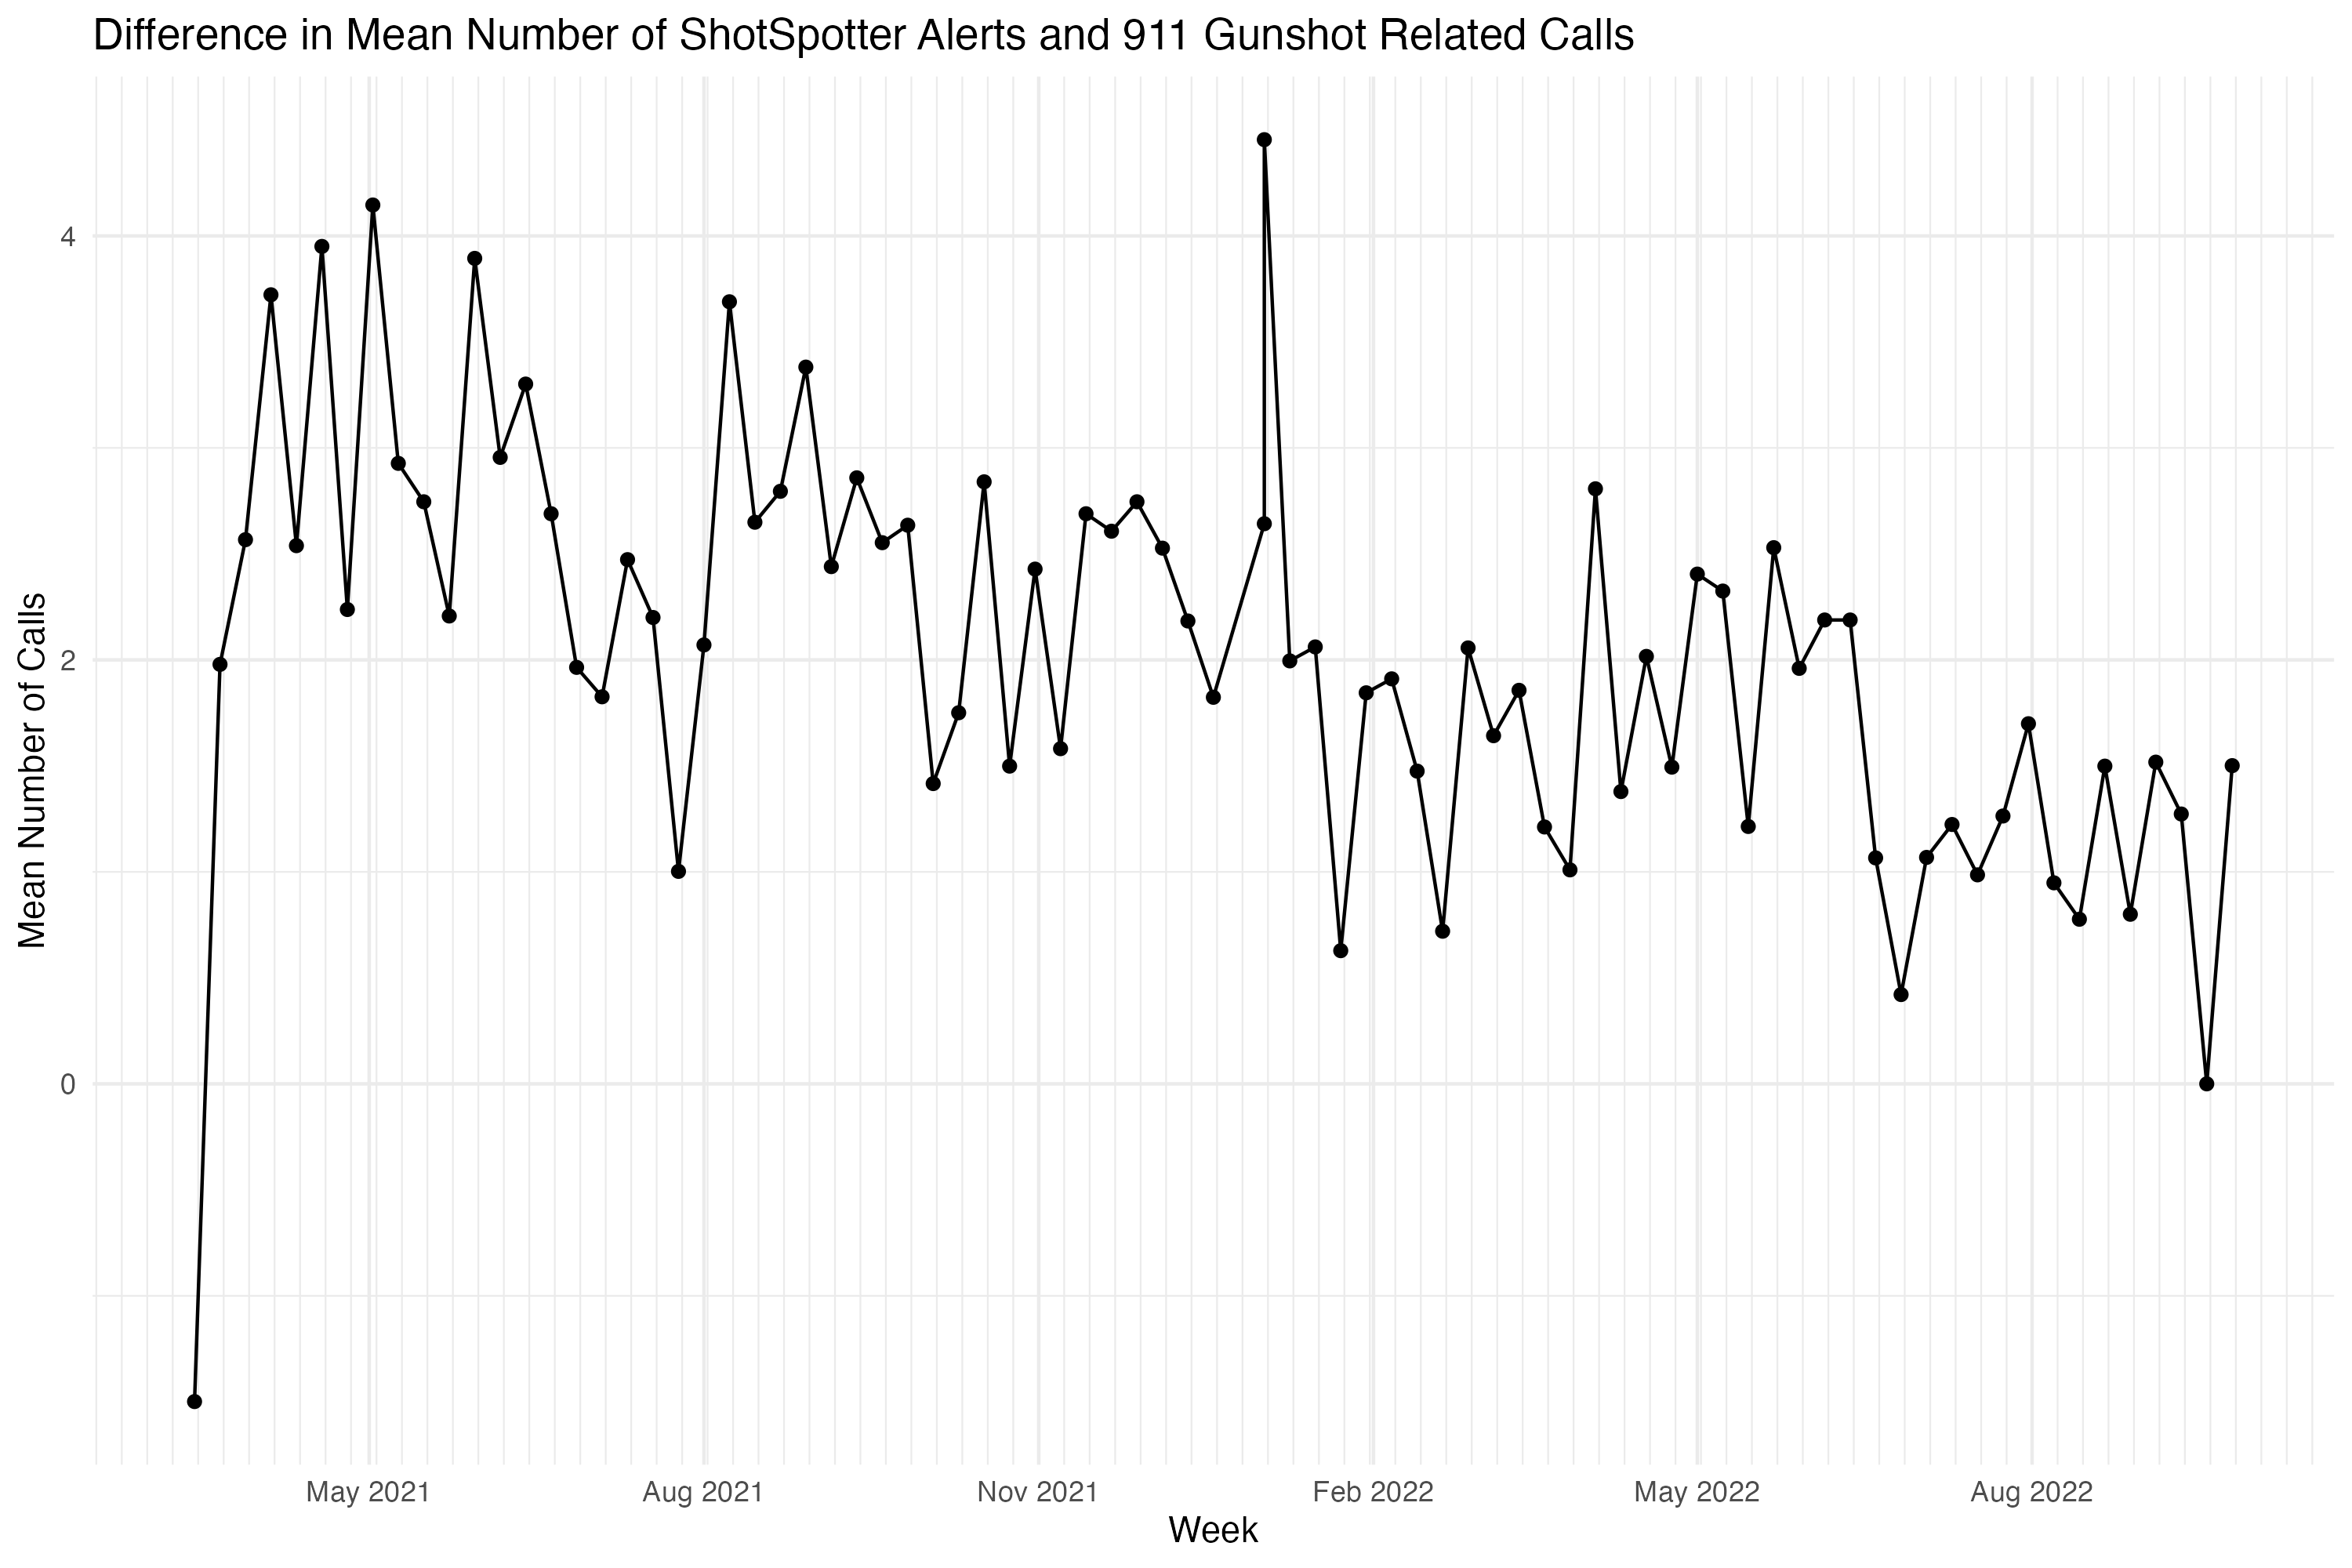 Difference in Mean Number of ShotSpotter Alerts and 911 Gunshot Related Calls
Mean Number of Calls
4
2
0
May 2021
Aug 2021
Nov 2021
Feb 2022
May 2022
Aug 2022
Week